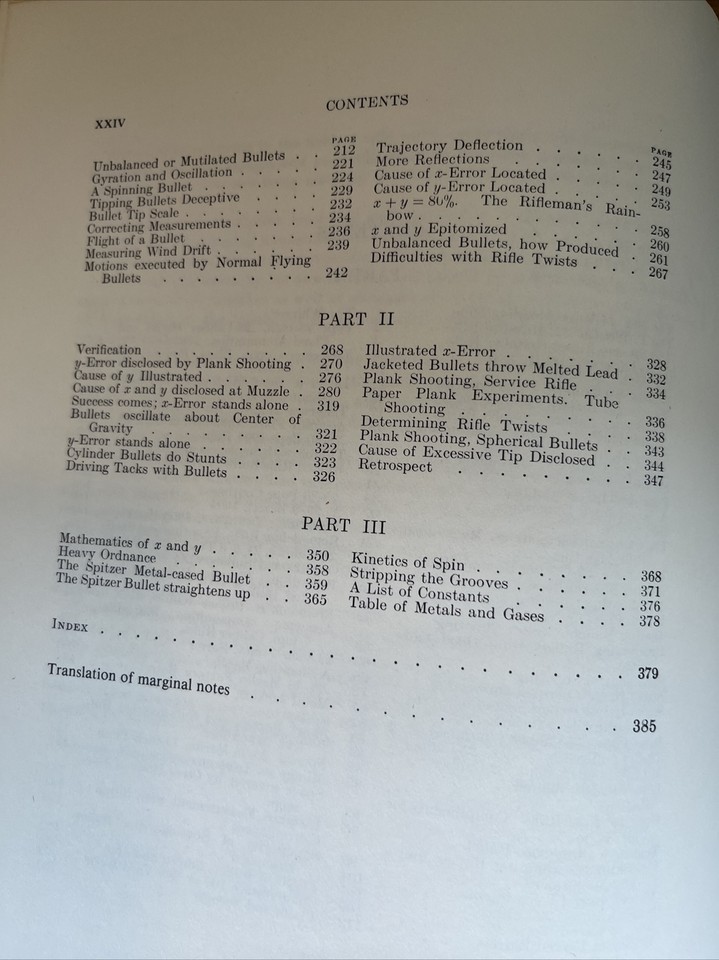 CONTENTS
XXIV
PAGE
Unbalanced or Mutilated Bullets . . 212
Gyration and Oscillation . . . . . 221
A Spinning Bullet . . . . . . 224
Tipping Bullets Deceptive . . . . 229
Bullet Tip Scale . . . . . . . 232
Correcting Measurements . . . . . 234
Flight of a Bullet . . . . . . 236
Measuring Wind Drift . . . . . . 239
Motions executed by Normal Flying
Bullets . . . . . . . . . 242
PAGE
Trajectory Deflection . . . . . 245
More Reflections . . . . . . 247
Cause of x-Error Located . . . . 249
Cause of y-Error Located . . . . 253
x + y = 80%. The Rifleman's Rain-
bow . . . . . . . . . 258
x and y Epitomized . . . . . 260
Unbalanced Bullets, how Produced . 261
Difficulties with Rifle Twists . . . 267
PART II
Verification . . . . . . . . 268
y-Error disclosed by Plank Shooting . 270
Cause of y Illustrated . . . . . 276
Cause of x and y disclosed at Muzzle . 280
Success comes; x-Error stands alone . 319
Bullets oscillate about Center of
Gravity . . . . . . . . 321
y-Error stands alone . . . . . 322
Cylinder Bullets do Stunts . . . . 323
Driving Tacks with Bullets . . . . 326
Illustrated x-Error . . . . . . 328
Jacketed Bullets throw Melted Lead . 332
Plank Shooting, Service Rifle . . . 334
Paper Plank Experiments. Tube
Shooting . . . . . . . . 336
Determining Rifle Twists . . . . 338
Plank Shooting, Spherical Bullets . . 343
Cause of Excessive Tip Disclosed . . 344
Retrospect . . . . . . . . 347
PART III
Mathematics of x and y . . . . . 350
Heavy Ordnance . . . . . . 358
The Spitzer Metal-cased Bullet . . 359
The Spitzer Bullet straightens up . . 365
Kinetics of Spin . . . . . . . 368
Stripping the Grooves . . . . . . 371
A List of Constants . . . . . . 376
Table of Metals and Gases . . . . 378
INDEX . . . . . . . . . . . . . . . . . . . . . . 379
Translation of marginal notes . . . . . . . . . . . . . . 385